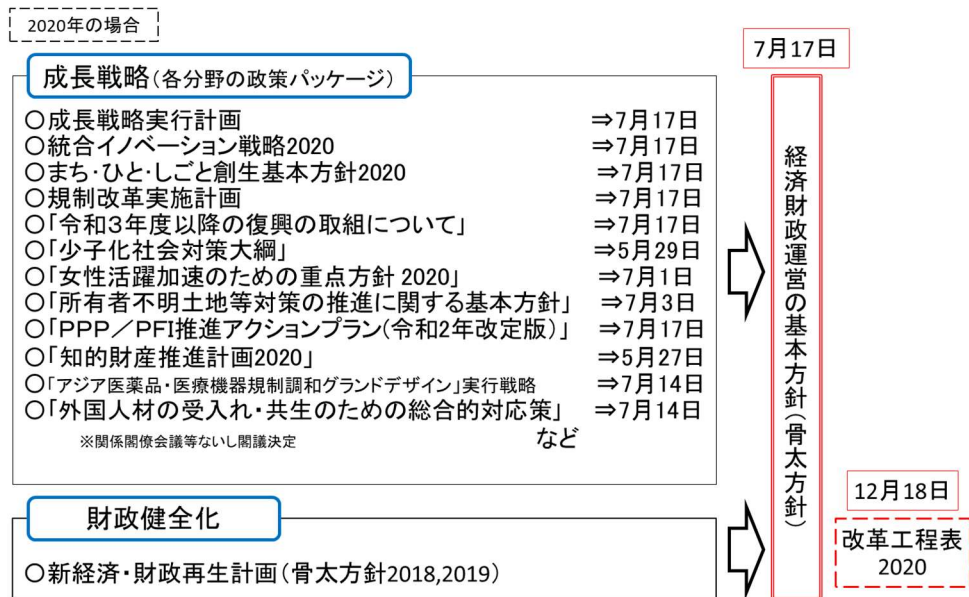 2020年の場合
7月17日
成長戦略(各分野の政策パッケージ)
○成長戦略実行計画 ⇒7月17日
○統合イノベーション戦略2020 ⇒7月17日
○まち・ひと・しごと創生基本方針2020 ⇒7月17日
○規制改革実施計画 ⇒7月17日
○「令和3年度以降の復興の取組について」 ⇒7月17日
○「少子化社会対策大綱」 ⇒5月29日
○「女性活躍加速のための重点方針 2020」 ⇒7月1日
○「所有者不明土地等対策の推進に関する基本方針」 ⇒7月3日
○「PPP/PFI推進アクションプラン(令和2年改定版)」 ⇒7月17日
○「知的財産推進計画2020」 ⇒5月27日
○「アジア医薬品・医療機器規制調和グランドデザイン」実行戦略 ⇒7月14日
○「外国人材の受入れ・共生のための総合的対応策」 ⇒7月14日
※関係閣僚会議等ないし閣議決定 など
経済財政運営の基本方針(骨太方針)
財政健全化
○新経済・財政再生計画(骨太方針2018,2019)
12月18日
改革工程表
2020